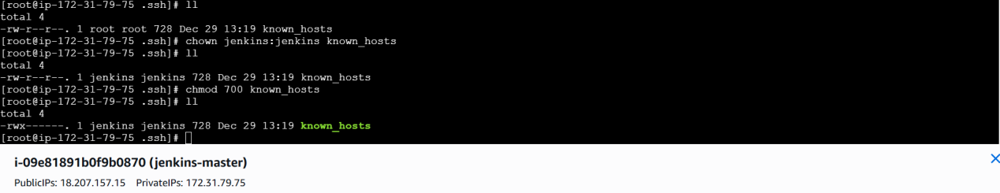 [root@ip-172-31-79-75 .ssh]# ll
total 4
-rw-r--r--. 1 root root 728 Dec 29 13:19 known_hosts
[root@ip-172-31-79-75 .ssh]# chown jenkins:jenkins known_hosts
[root@ip-172-31-79-75 .ssh]# ll
total 4
-rw-r--r--. 1 jenkins jenkins 728 Dec 29 13:19 known_hosts
[root@ip-172-31-79-75 .ssh]# chmod 700 known_hosts
[root@ip-172-31-79-75 .ssh]# ll
total 4
-rwx------. 1 jenkins jenkins 728 Dec 29 13:19 known_hosts
[root@ip-172-31-79-75 .ssh]#
i-09e81891b0f9b0870 (jenkins-master)
PublicIPs: 18.207.157.15 PrivateIPs: 172.31.79.75